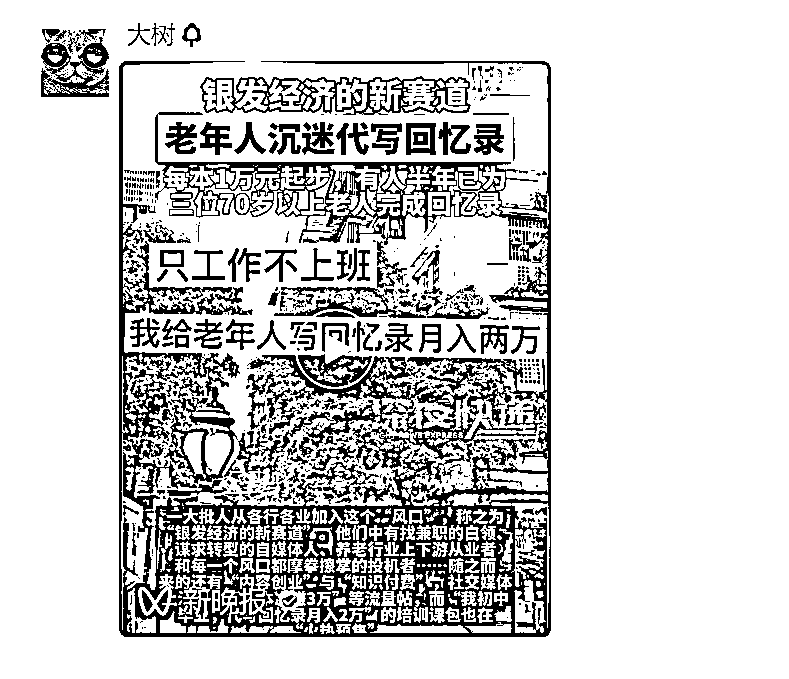 大树
银发经济的新赛道
老年人沉迷代写回忆录
每本1万元起步，有人半年已为
三位70岁以上老人完成回忆录
只工作不上班
我给老年人写回忆录月入两万
深夜快递
一大批人从各行各业加入这个“风口”，称之为
“银发经济的新赛道”。他们中有找兼职的白领、
谋求转型的自媒体人、养老行业上下游从业者，
和每一个风口都摩拳擦掌的投机者……随之而
来的还有“内容创业”与“知识付费”，社交媒体
新晚报
赚3万”等流量帖，而“我初中
毕业，代写回忆录月入2万”的培训课包也在
“火热预售”